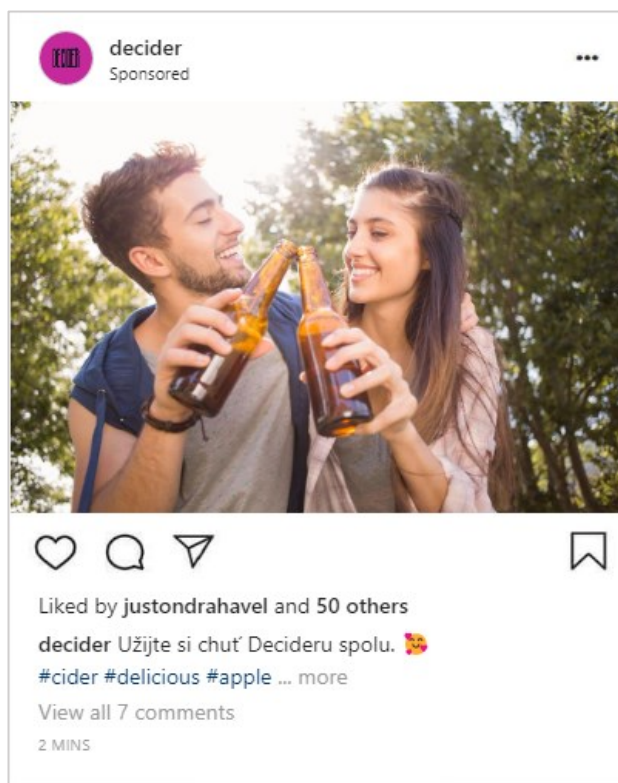 DECIDER
decider
Sponsored
Liked by justondrahavel and 50 others
decider Užijte si chuť Decideru spolu. 🥰
#cider #delicious #apple ... more
View all 7 comments
2 MINS